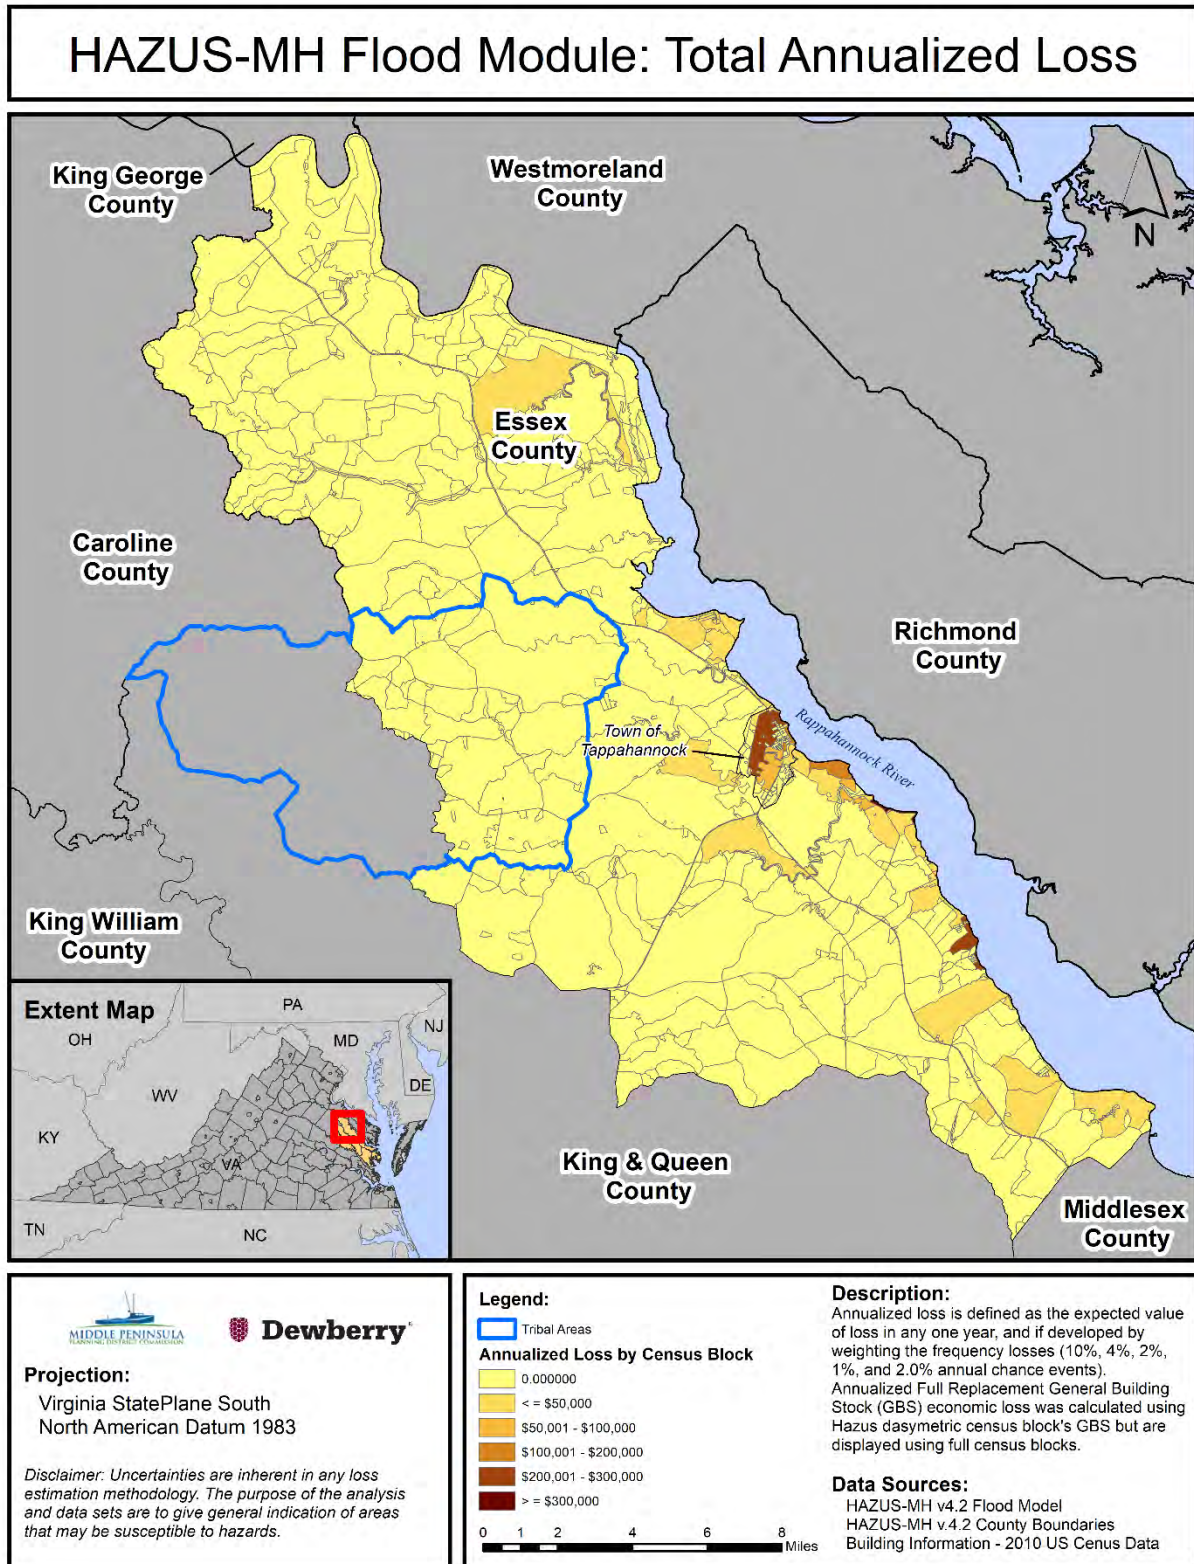 HAZUS-MH Flood Module: Total Annualized Loss
King George
County
Westmoreland
County
N
Essex
County
Caroline
County
Richmond
County
Town of
Tappahannock
Rappahannock River
King William
County
King & Queen
County
Middlesex
County
Extent Map
PA
OH
MD
NJ
WV
DE
KY
VA
TN
NC
MIDDLE PENINSULA
PLANNING DISTRICT COMMISSION
Dewberry
Projection:
Virginia StatePlane South
North American Datum 1983
Disclaimer: Uncertainties are inherent in any loss
estimation methodology. The purpose of the analysis
and data sets are to give general indication of areas
that may be susceptible to hazards.
Legend:
Tribal Areas
Annualized Loss by Census Block
0.000000
< = $50,000
$50,001 - $100,000
$100,001 - $200,000
$200,001 - $300,000
> = $300,000
0 1 2 4 6 8
Miles
Description:
Annualized loss is defined as the expected value
of loss in any one year, and if developed by
weighting the frequency losses (10%, 4%, 2%,
1%, and 2.0% annual chance events).
Annualized Full Replacement General Building
Stock (GBS) economic loss was calculated using
Hazus dasymetric census block's GBS but are
displayed using full census blocks.
Data Sources:
HAZUS-MH v4.2 Flood Model
HAZUS-MH v.4.2 County Boundaries
Building Information - 2010 US Census Data